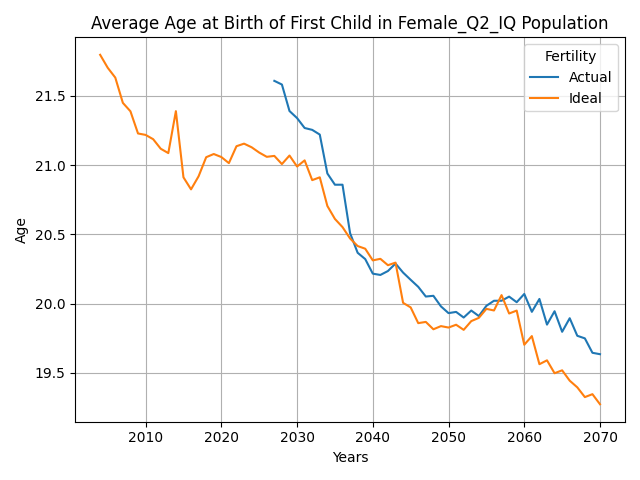 Average Age at Birth of First Child in Female_Q2_IQ Population
Fertility
Actual
Ideal
21.5
21.0
20.5
20.0
19.5
Age
2010 2020 2030 2040 2050 2060 2070
Years